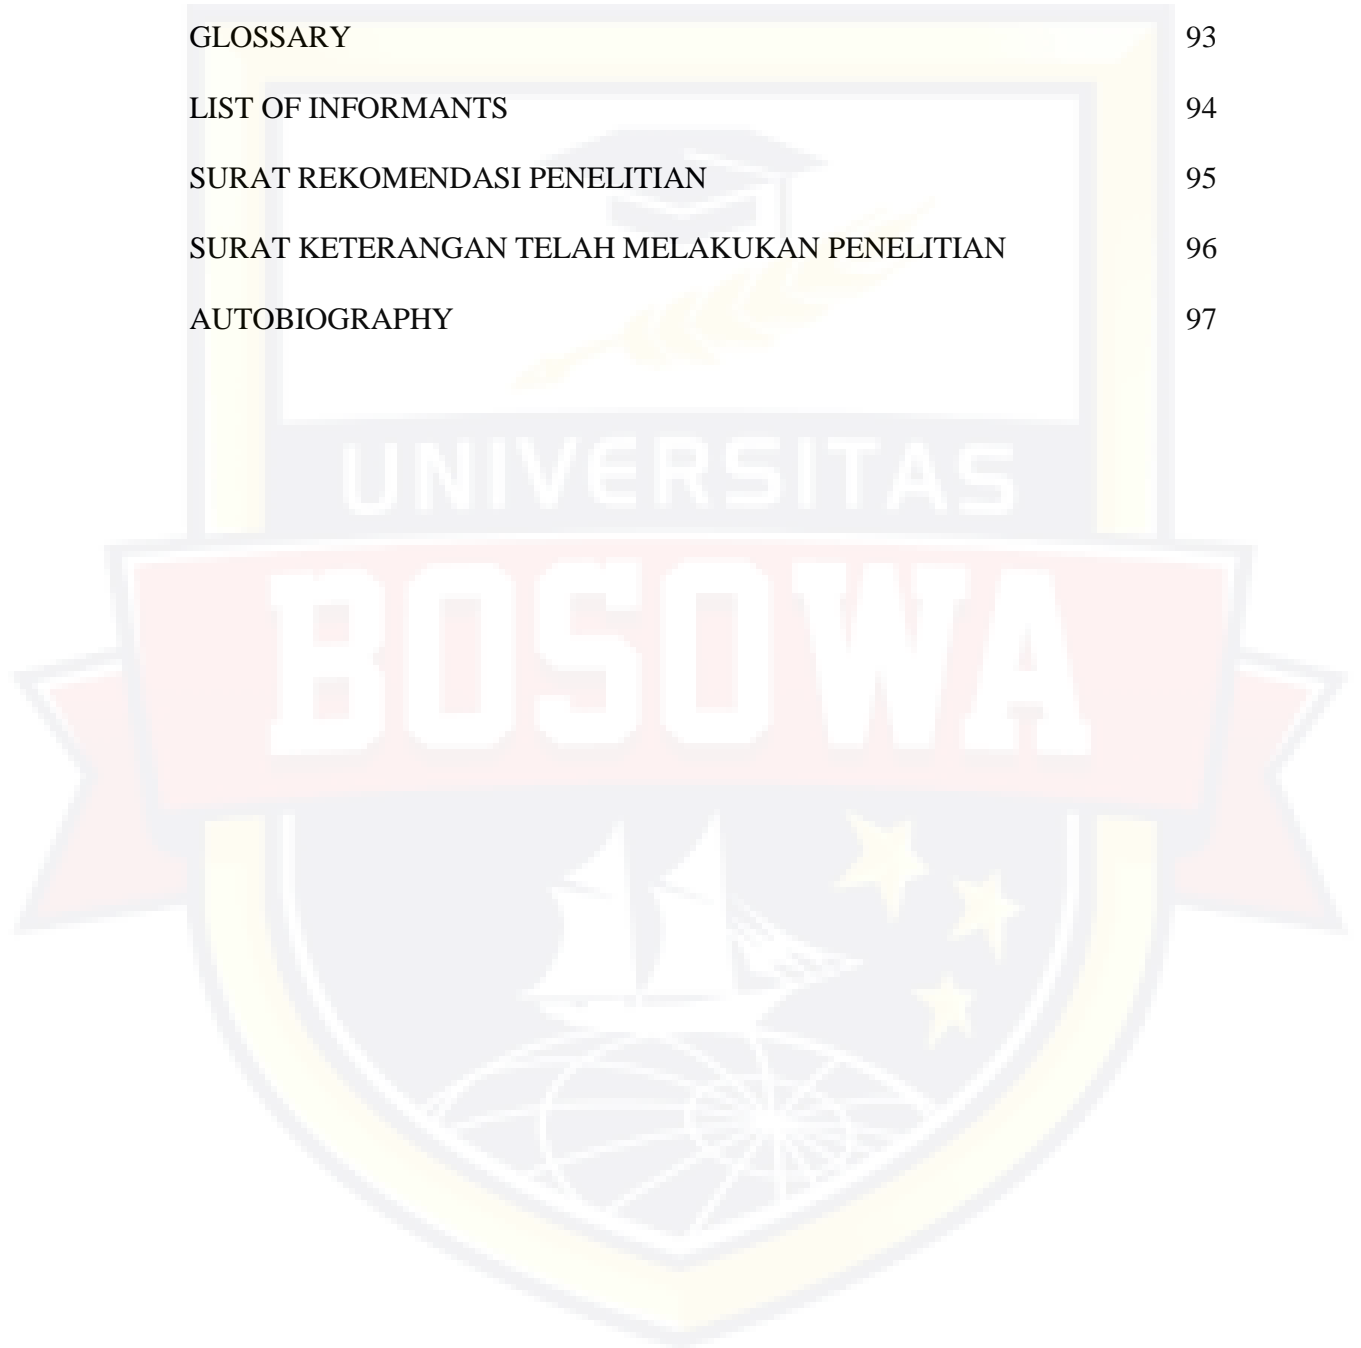 GLOSSARY 93
LIST OF INFORMANTS 94
SURAT REKOMENDASI PENELITIAN 95
SURAT KETERANGAN TELAH MELAKUKAN PENELITIAN 96
AUTOBIOGRAPHY 97
UNIVERSITAS
BOSOWA